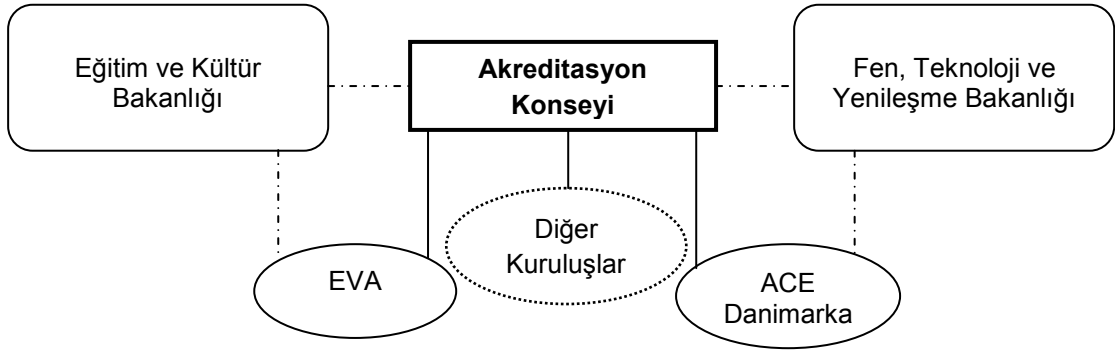 Eğitim ve Kültür
Bakanlığı
Akreditasyon
Konseyi
Fen, Teknoloji ve
Yenileşme Bakanlığı
EVA
Diğer
Kuruluşlar
ACE
Danimarka